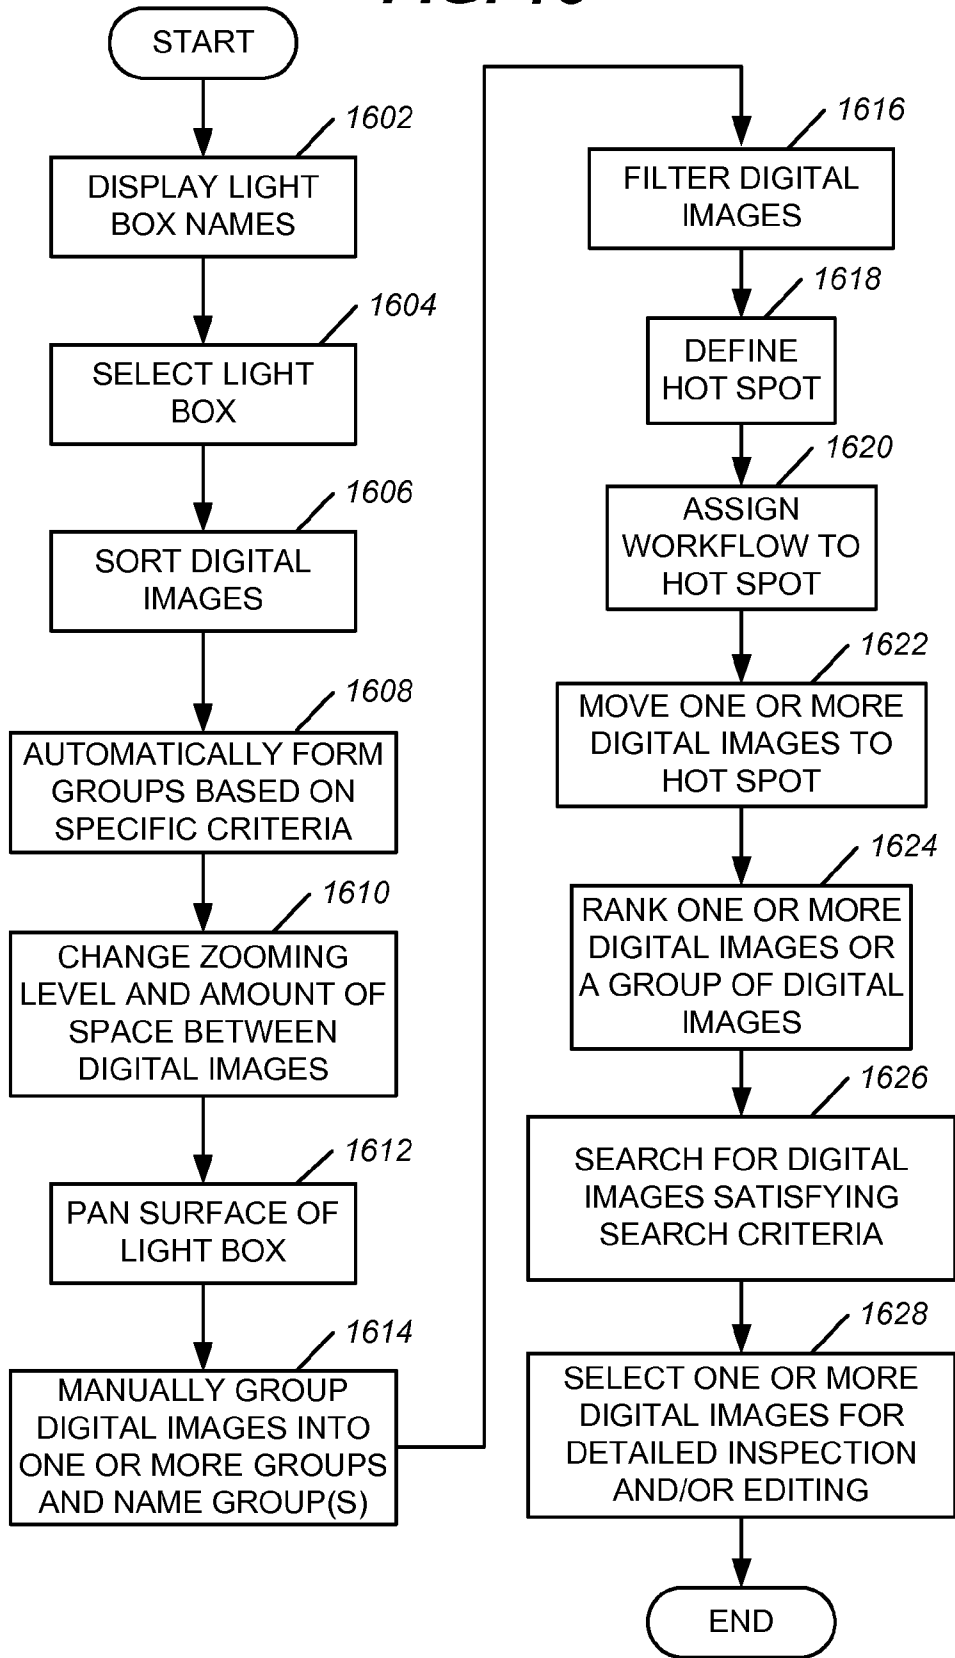 START
1602
DISPLAY LIGHT
BOX NAMES
1604
SELECT LIGHT
BOX
1606
SORT DIGITAL
IMAGES
1608
AUTOMATICALLY FORM
GROUPS BASED ON
SPECIFIC CRITERIA
1610
CHANGE ZOOMING
LEVEL AND AMOUNT OF
SPACE BETWEEN
DIGITAL IMAGES
1612
PAN SURFACE OF
LIGHT BOX
1614
MANUALLY GROUP
DIGITAL IMAGES INTO
ONE OR MORE GROUPS
AND NAME GROUP(S)
1616
FILTER DIGITAL
IMAGES
1618
DEFINE
HOT SPOT
1620
ASSIGN
WORKFLOW TO
HOT SPOT
1622
MOVE ONE OR MORE
DIGITAL IMAGES TO
HOT SPOT
1624
RANK ONE OR MORE
DIGITAL IMAGES OR
A GROUP OF DIGITAL
IMAGES
1626
SEARCH FOR DIGITAL
IMAGES SATISFYING
SEARCH CRITERIA
1628
SELECT ONE OR MORE
DIGITAL IMAGES FOR
DETAILED INSPECTION
AND/OR EDITING
END